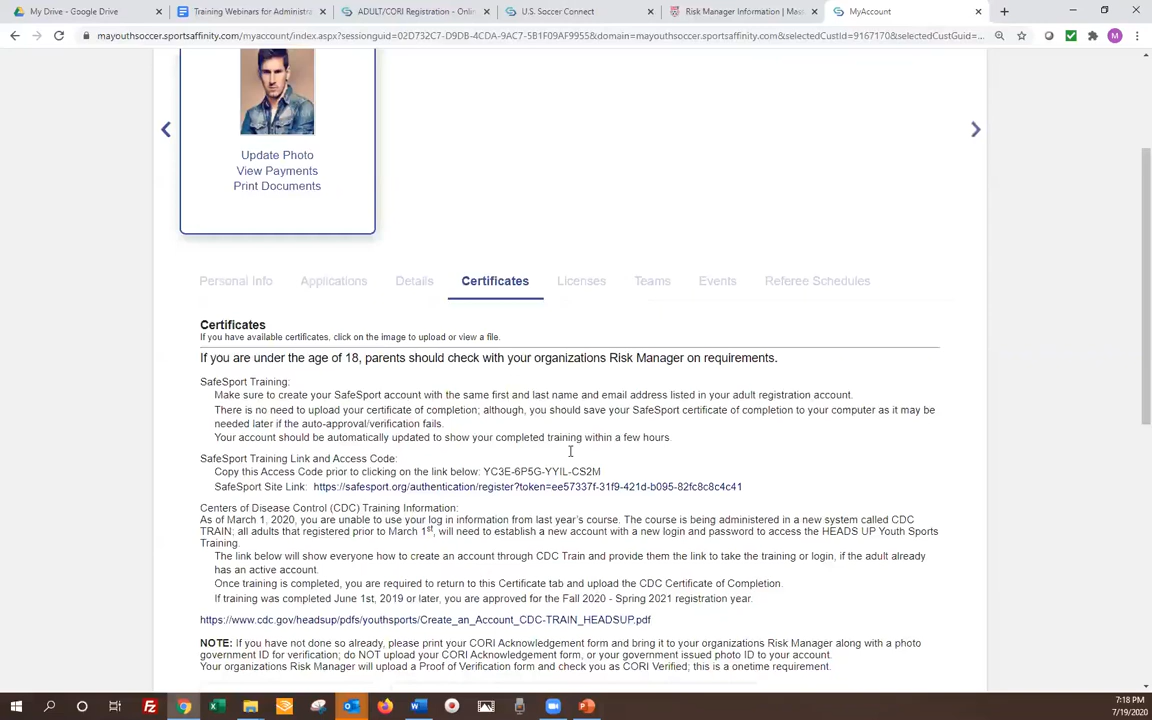 My Drive - Google Drive
Training Webinars for Administra
ADULT/CORI Registration - Onlin
U.S. Soccer Connect
Risk Manager Information | Mass
MyAccount
mayouthsoccer.sportsaffinity.com/myaccount/index.aspx?sessionguid=02D732C7-D9DB-4CDA-9AC7-5B1F09AF9955&domain=mayouthsoccer.sportsaffinity.com&selectedCustId=9167170&selectedCustGuid=...
M
Update Photo
View Payments
Print Documents
Personal Info Applications Details Certificates Licenses Teams Events Referee Schedules
Certificates
If you have available certificates, click on the image to upload or view a file.
If you are under the age of 18, parents should check with your organizations Risk Manager on requirements.
SafeSport Training:
Make sure to create your SafeSport account with the same first and last name and email address listed in your adult registration account.
There is no need to upload your certificate of completion; although, you should save your SafeSport certificate of completion to your computer as it may be
needed later if the auto-approval/verification fails.
Your account should be automatically updated to show your completed training within a few hours.
SafeSport Training Link and Access Code:
Copy this Access Code prior to clicking on the link below: YC3E-6P5G-YYIL-CS2M
SafeSport Site Link: https://safesport.org/authentication/register?token=ee57337f-31f9-421d-b095-82fc8c8c4c41
Centers of Disease Control (CDC) Training Information:
As of March 1, 2020, you are unable to use your log in information from last year's course. The course is being administered in a new system called CDC
TRAIN; all adults that registered prior to March 1st, will need to establish a new account with a new login and password to access the HEADS UP Youth Sports
Training.
The link below will show everyone how to create an account through CDC Train and provide them the link to take the training or login, if the adult already
has an active account.
Once training is completed, you are required to return to this Certificate tab and upload the CDC Certificate of Completion.
If training was completed June 1st, 2019 or later, you are approved for the Fall 2020 - Spring 2021 registration year.
https://www.cdc.gov/headsup/pdfs/youthsports/Create_an_Account_CDC-TRAIN_HEADSUP.pdf
NOTE: If you have not done so already, please print your CORI Acknowledgement form and bring it to your organizations Risk Manager along with a photo
government ID for verification; do NOT upload your CORI Acknowledgement form, or your government issued photo ID to your account.
Your organizations Risk Manager will upload a Proof of Verification form and check you as CORI Verified; this is a onetime requirement.
7:18 PM
7/19/2020